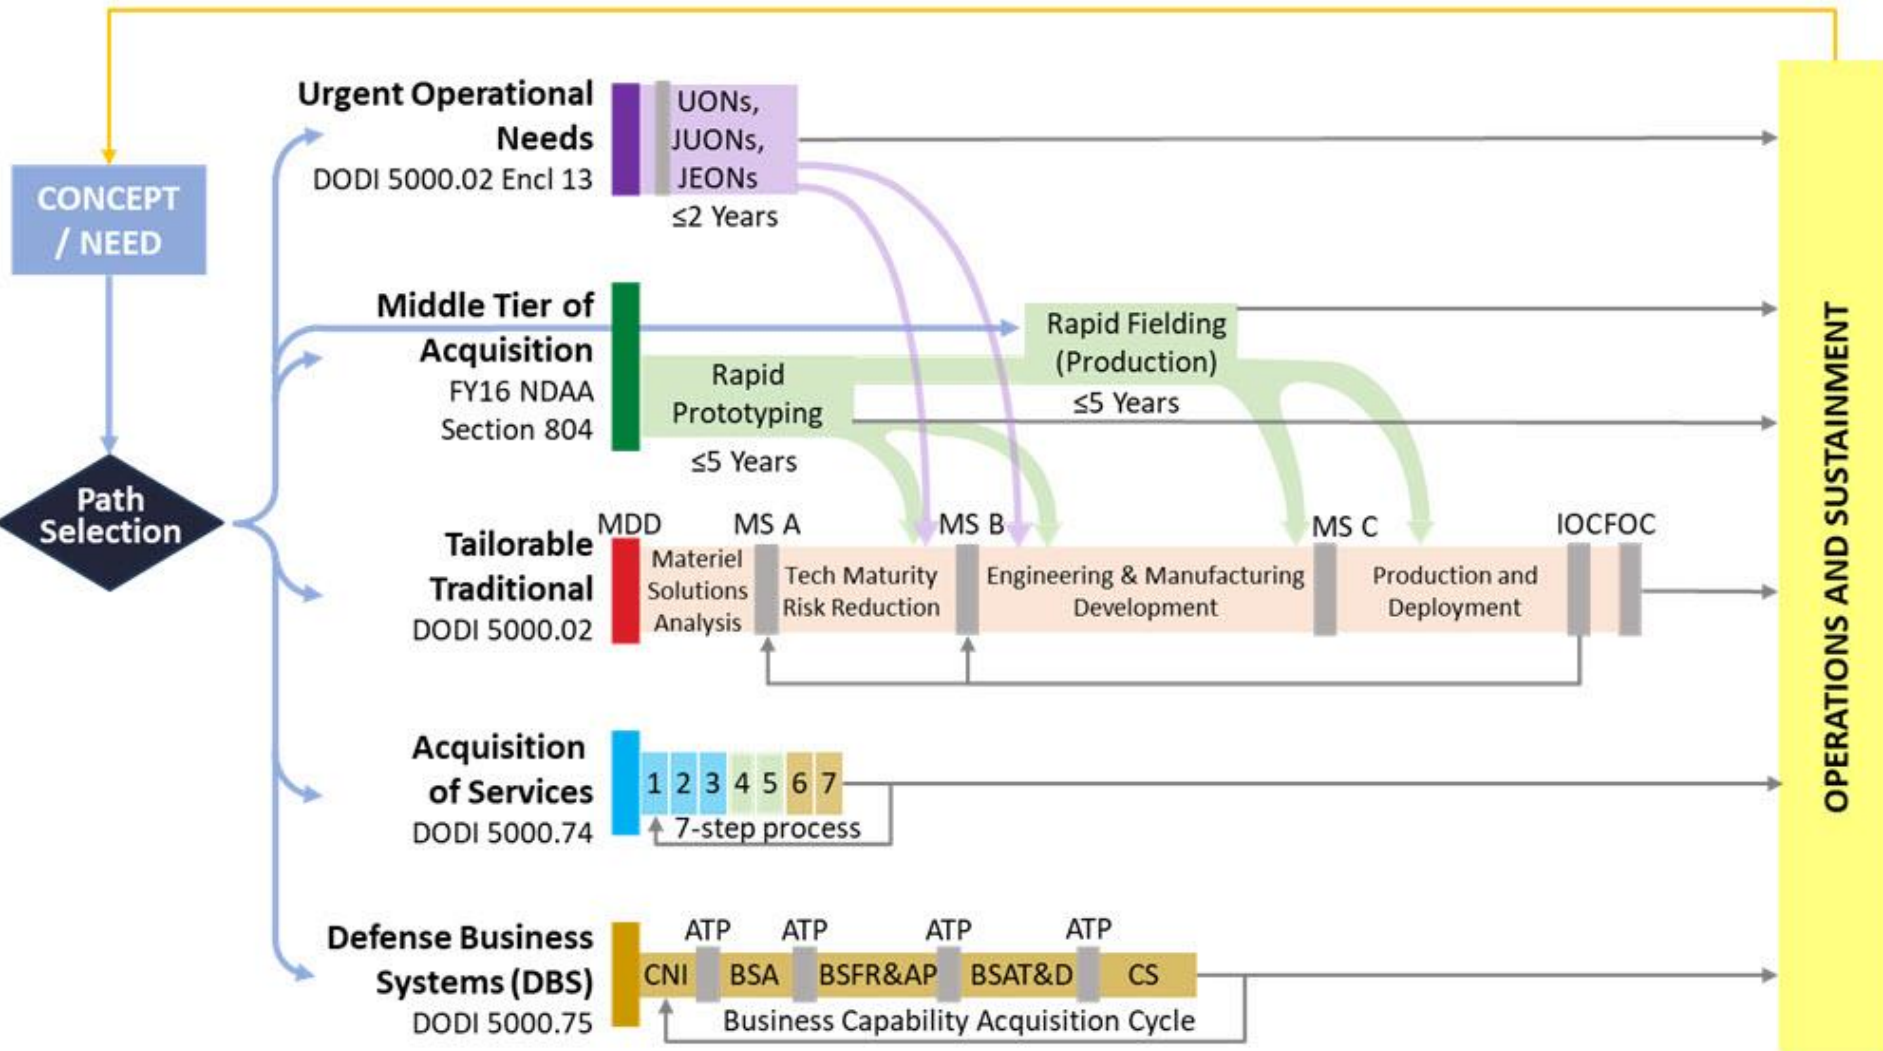 CONCEPT
/ NEED
Path
Selection
Urgent Operational
Needs
DODI 5000.02 Encl 13
UONs,
JUONs,
JEONs
≤2 Years
Middle Tier of
Acquisition
FY16 NDAA
Section 804
Rapid
Prototyping
≤5 Years
Rapid Fielding
(Production)
≤5 Years
Tailorable
Traditional
DODI 5000.02
MDD
MS A
MS B
MS C
IOCFOC
Materiel
Solutions
Analysis
Tech Maturity
Risk Reduction
Engineering & Manufacturing
Development
Production and
Deployment
Acquisition
of Services
DODI 5000.74
1 2 3 4 5 6 7
7-step process
Defense Business
Systems (DBS)
DODI 5000.75
ATP
ATP
ATP
ATP
CNI
BSA
BSFR&AP
BSAT&D
CS
Business Capability Acquisition Cycle
OPERATIONS AND SUSTAINMENT